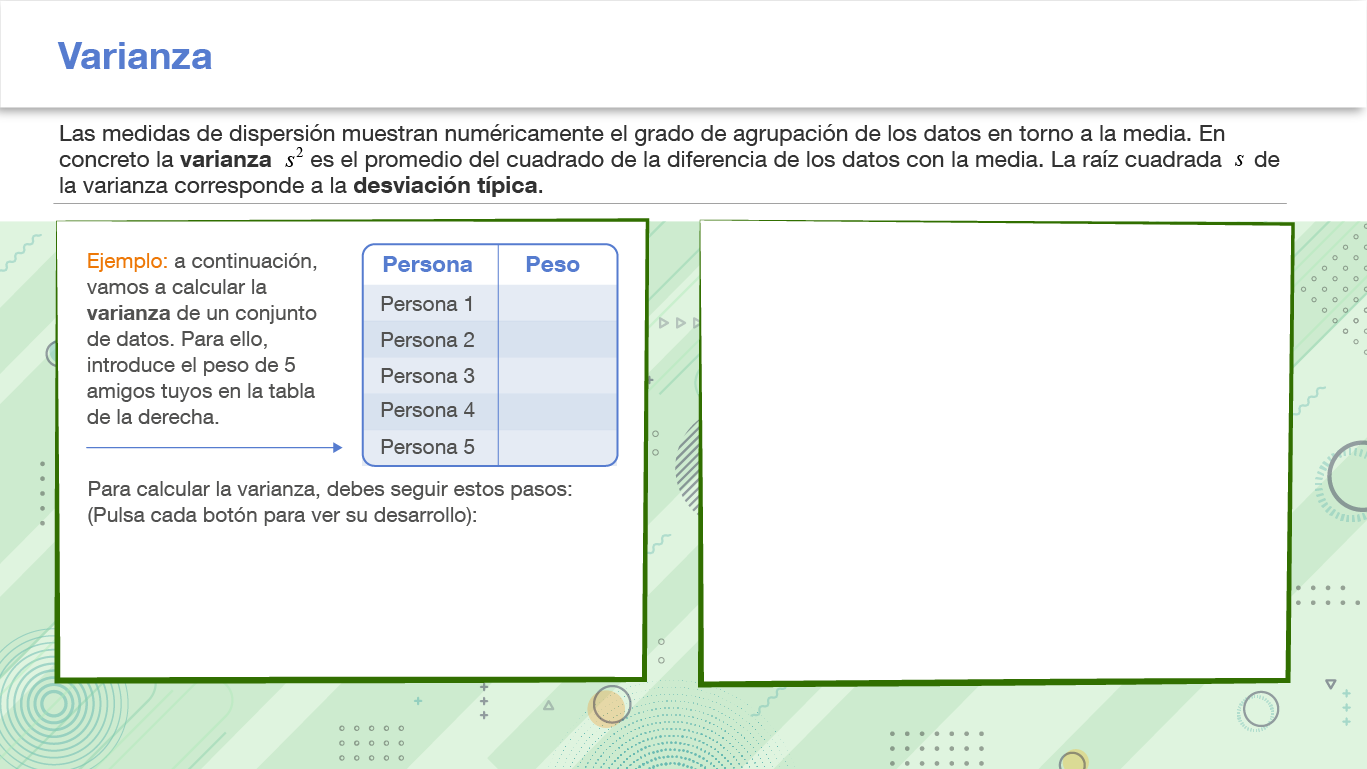 Varianza
Las medidas de dispersión muestran numéricamente el grado de agrupación de los datos en torno a la media. En
concreto la varianza s² es el promedio del cuadrado de la diferencia de los datos con la media. La raíz cuadrada s de
la varianza corresponde a la desviación típica.
Ejemplo: a continuación,
vamos a calcular la
varianza de un conjunto
de datos. Para ello,
introduce el peso de 5
amigos tuyos en la tabla
de la derecha.
Persona Peso
Persona 1
Persona 2
Persona 3
Persona 4
Persona 5
Para calcular la varianza, debes seguir estos pasos:
(Pulsa cada botón para ver su desarrollo):